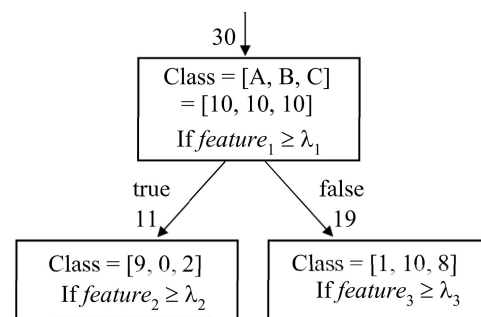 30
Class = [A, B, C]
= [10, 10, 10]
If feature₁ ≥ λ₁
true
false
11
19
Class = [9, 0, 2]
If feature₂ ≥ λ₂
Class = [1, 10, 8]
If feature₃ ≥ λ₃